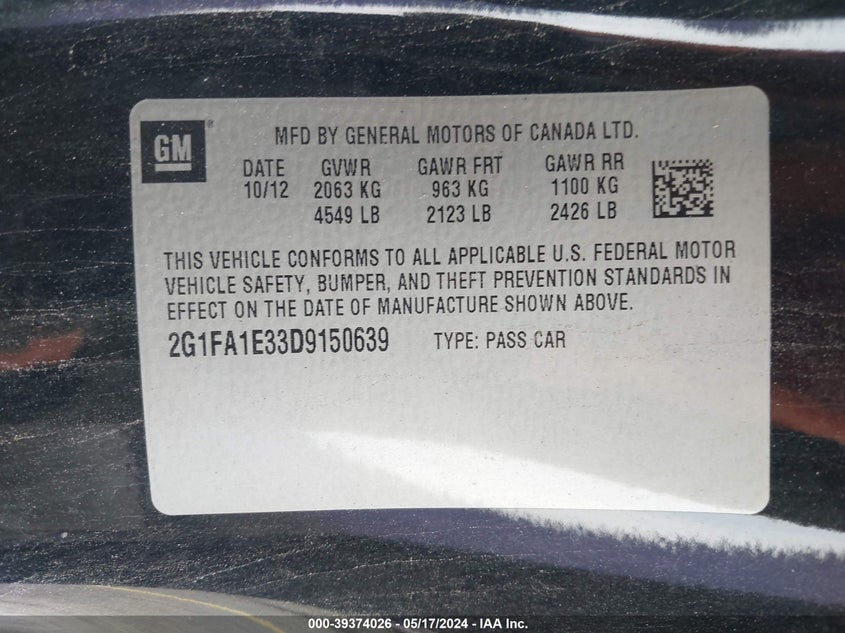 GM®
MFD BY GENERAL MOTORS OF CANADA LTD.
DATE GVWR GAWR FRT GAWR RR
10/12 2063 KG 963 KG 1100 KG
4549 LB 2123 LB 2426 LB
THIS VEHICLE CONFORMS TO ALL APPLICABLE U.S. FEDERAL MOTOR
VEHICLE SAFETY, BUMPER, AND THEFT PREVENTION STANDARDS IN
EFFECT ON THE DATE OF MANUFACTURE SHOWN ABOVE.
2G1FA1E33D9150639 TYPE: PASS CAR
000-39374026 - 05/17/2024 - IAA Inc.